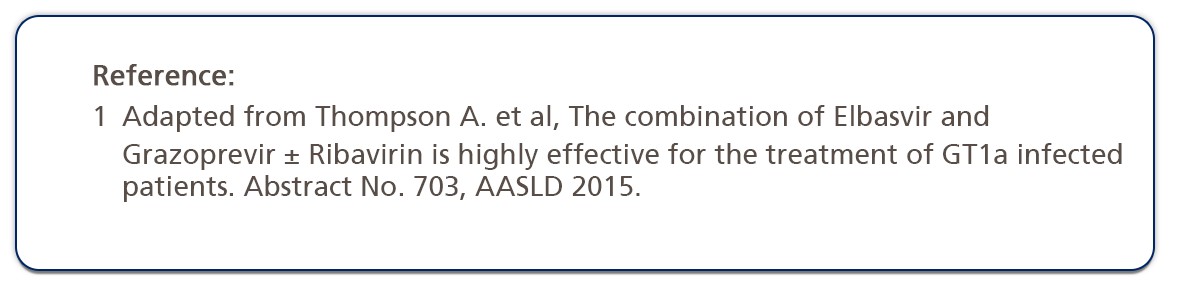 Reference:
1 Adapted from Thompson A. et al, The combination of Elbasvir and
Grazoprevir ± Ribavirin is highly effective for the treatment of GT1a infected
patients. Abstract No. 703, AASLD 2015.